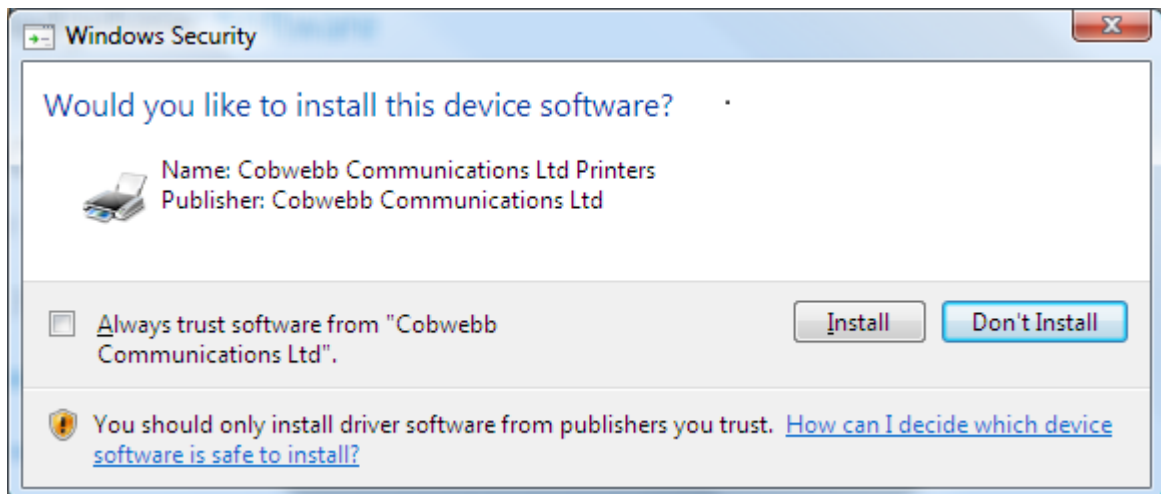 Windows Security
Would you like to install this device software?
Name: Cobwebb Communications Ltd Printers
Publisher: Cobwebb Communications Ltd
Always trust software from "Cobwebb
Communications Ltd".
Install
Don't Install
You should only install driver software from publishers you trust. How can I decide which device
software is safe to install?